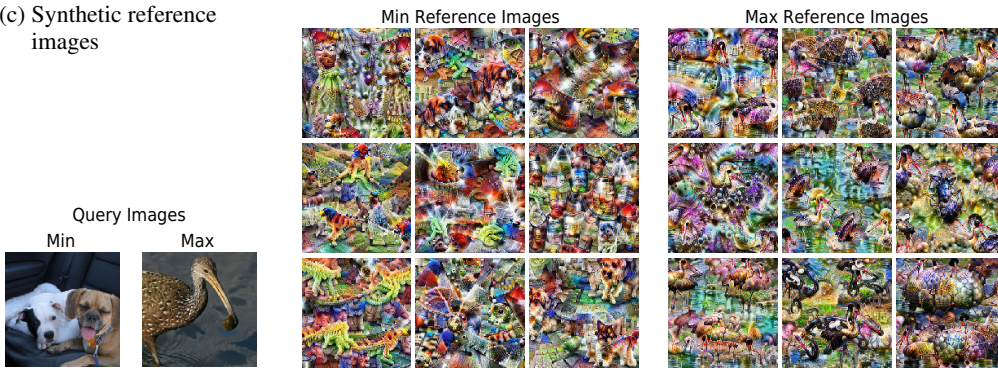 (c) Synthetic reference
images
Min Reference Images
Max Reference Images
Query Images
Min
Max